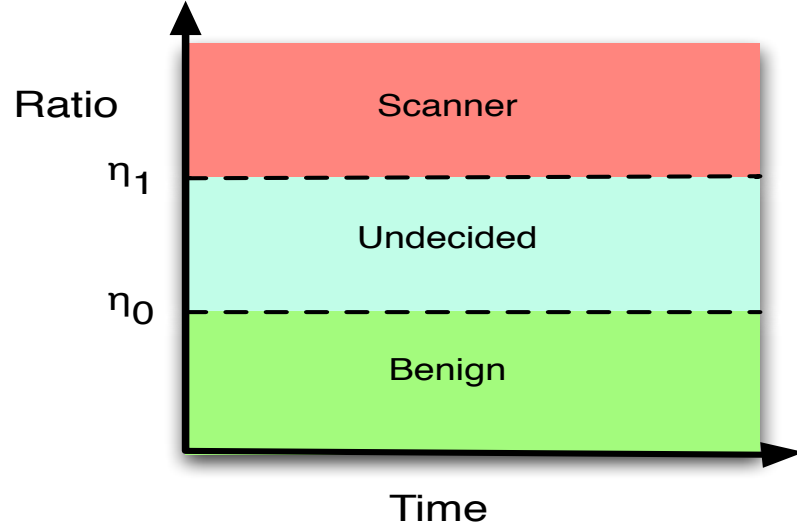 Ratio
Scanner
η1
Undecided
η0
Benign
Time